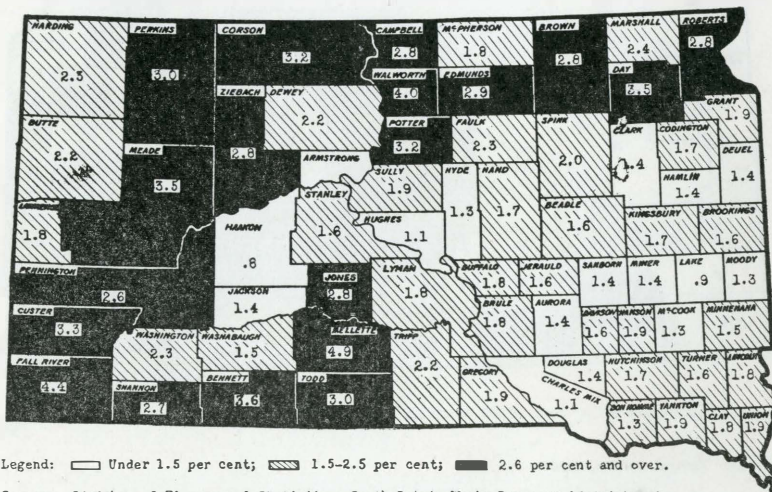 HARDING PERKINS CORSON CAMPBELL McPHERSON BROWN MARSHALL ROBERTS
2.5 3.0 3.2 2.8 1.8 2.8 2.4 2.8
WALWORTH EDMUNDS DAY
4.0 2.9 3.5
ZIEBACH DEWEY GRANT
2.8 2.2 1.9
BUTTE POTTER FAULK SPINK CLARK CODINGTON
2.2 3.2 2.3 2.0 1.7
MEADE ARMSTRONG DEUEL
3.5 1.4
SULLY HYDE HAND HAMLIN
1.9 1.3 1.7 1.4
STANLEY BEADLE KINGSBURY BROOKINGS
1.6 1.6 1.7 1.6
1.8 HAAKON HUGHES
.8 1.1
PENNINGTON JONES LYMAN BUFFALO JERAULD SANBORN MINER LAKE MOODY
2.6 2.8 1.8 1.8 1.6 1.4 1.4 .9 1.3
JACKSON
1.4
CUSTER BRULE AURORA HANSON McCOOK MINNEHAHA
3.3 1.8 1.4 1.6 1.9 1.3 1.5
WASHINGTON WASHABAUGH MELLETTE TRIPP
2.3 1.5 4.9 2.2
FALL RIVER SHANNON BENNETT TODD GREGORY DOUGLAS HUTCHINSON TURNER LINCOLN
4.4 2.7 3.6 3.0 1.9 1.4 1.7 1.6 1.8
CHARLES MIX
1.1
BON HOMME YANKTON CLAY UNION
1.3 1.9 1.8 1.9
Legend: Under 1.5 per cent; 1.5-2.5 per cent; 2.6 per cent and over.